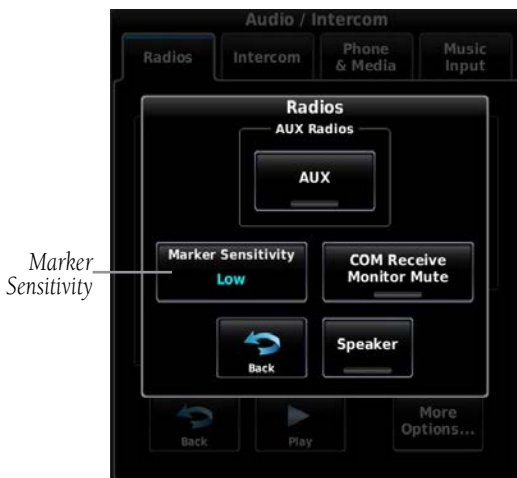 Audio / Intercom
Radios
Intercom
Phone
& Media
Music
Input
Radios
AUX Radios
AUX
Marker
Sensitivity
Marker Sensitivity
Low
COM Receive
Monitor Mute
Back
Speaker
Back
Play
More
Options...